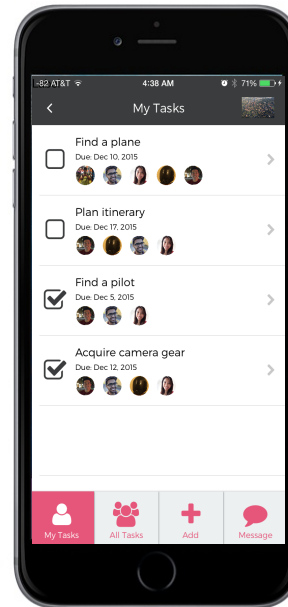 -82 AT&T 4:38 AM 71%
My Tasks
Find a plane
Due: Dec 10, 2015
Plan itinerary
Due: Dec 17, 2015
Find a pilot
Due: Dec 5, 2015
Acquire camera gear
Due: Dec 12, 2015
My Tasks All Tasks Add Message